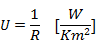 U = 1/R [W/Km²]